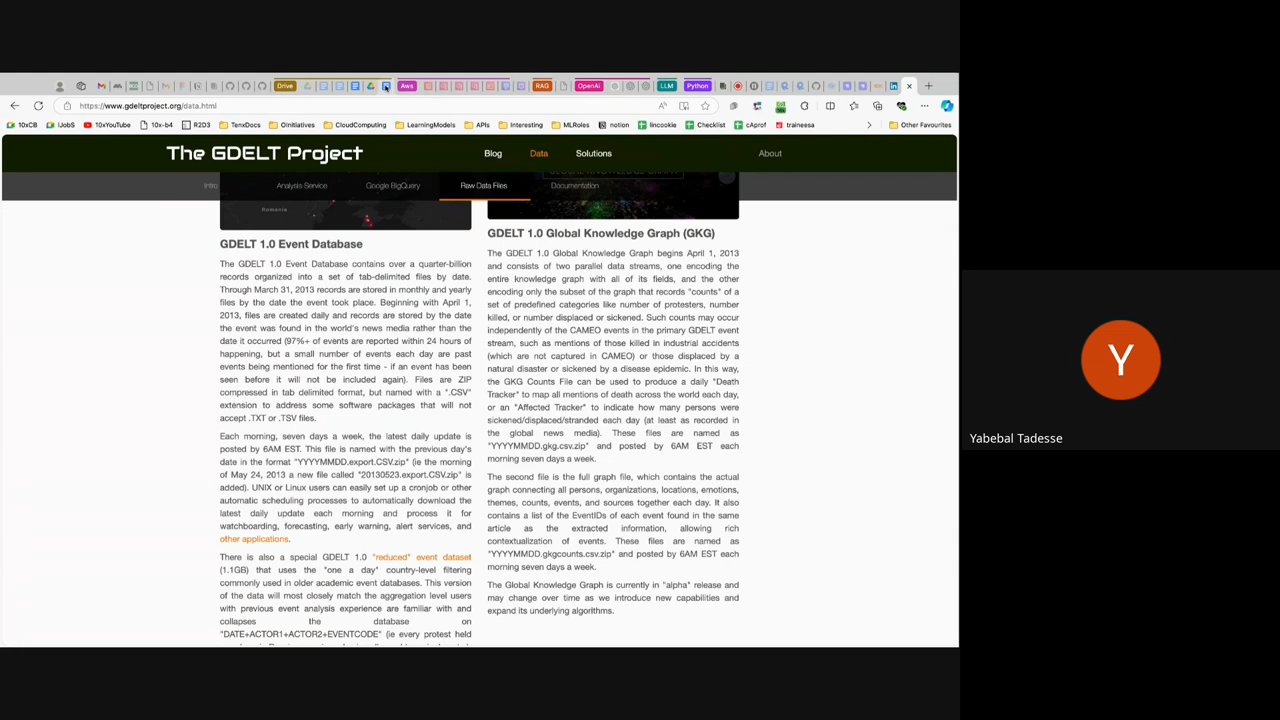 Drive
Aws
RAG
OpenAI
LLM
Python
https://www.gdeltproject.org/data.html
10xCB
IJobS
10xYouTube
10x-b4
R2D3
TenxDocs
OInitiatives
CloudComputing
LearningModels
APIs
Interesting
MLRoles
notion
lincookie
Checklist
cAprof
traineesa
Other Favourites
The GDELT Project
Blog
Data
Solutions
About
Intro
Analysis Service
Google BigQuery
Raw Data Files
Documentation
Romania
GDELT 1.0 Event Database
The GDELT 1.0 Event Database contains over a quarter-billion
records organized into a set of tab-delimited files by date.
Through March 31, 2013 records are stored in monthly and yearly
files by the date the event took place. Beginning with April 1,
2013, files are created daily and records are stored by the date
the event was found in the world's news media rather than the
date it occurred (97%+ of events are reported within 24 hours of
happening, but a small number of events each day are past
events being mentioned for the first time - if an event has been
seen before it will not be included again). Files are ZIP
compressed in tab delimited format, but named with a ".CSV"
extension to address some software packages that will not
accept .TXT or .TSV files.
Each morning, seven days a week, the latest daily update is
posted by 6AM EST. This file is named with the previous day's
date in the format "YYYYMMDD.export.CSV.zip" (ie the morning
of May 24, 2013 a new file called "20130523.export.CSV.zip" is
added). UNIX or Linux users can easily set up a cronjob or other
automatic scheduling processes to automatically download the
latest daily update each morning and process it for
watchboarding, forecasting, early warning, alert services, and
other applications.
There is also a special GDELT 1.0 "reduced" event dataset
(1.1GB) that uses the "one a day" country-level filtering
commonly used in older academic event databases. This version
of the data will most closely match the aggregation level users
with previous event analysis experience are familiar with and
collapses the database on
"DATE+ACTOR1+ACTOR2+EVENTCODE" (ie every protest held
GDELT 1.0 Global Knowledge Graph (GKG)
The GDELT 1.0 Global Knowledge Graph begins April 1, 2013
and consists of two parallel data streams, one encoding the
entire knowledge graph with all of its fields, and the other
encoding only the subset of the graph that records "counts" of a
set of predefined categories like number of protesters, number
killed, or number displaced or sickened. Such counts may occur
independently of the CAMEO events in the primary GDELT event
stream, such as mentions of those killed in industrial accidents
(which are not captured in CAMEO) or those displaced by a
natural disaster or sickened by a disease epidemic. In this way,
the GKG Counts File can be used to produce a daily "Death
Tracker" to map all mentions of death across the world each day,
or an "Affected Tracker" to indicate how many persons were
sickened/displaced/stranded each day (at least as recorded in
the global news media). These files are named as
"YYYYMMDD.gkg.csv.zip" and posted by 6AM EST each
morning seven days a week.
The second file is the full graph file, which contains the actual
graph connecting all persons, organizations, locations, emotions,
themes, counts, events, and sources together each day. It also
contains a list of the EventIDs of each event found in the same
article as the extracted information, allowing rich
contextualization of events. These files are named as
"YYYYMMDD.gkgcounts.csv.zip" and posted by 6AM EST each
morning seven days a week.
The Global Knowledge Graph is currently in "alpha" release and
may change over time as we introduce new capabilities and
expand its underlying algorithms.
Y
Yabebal Tadesse